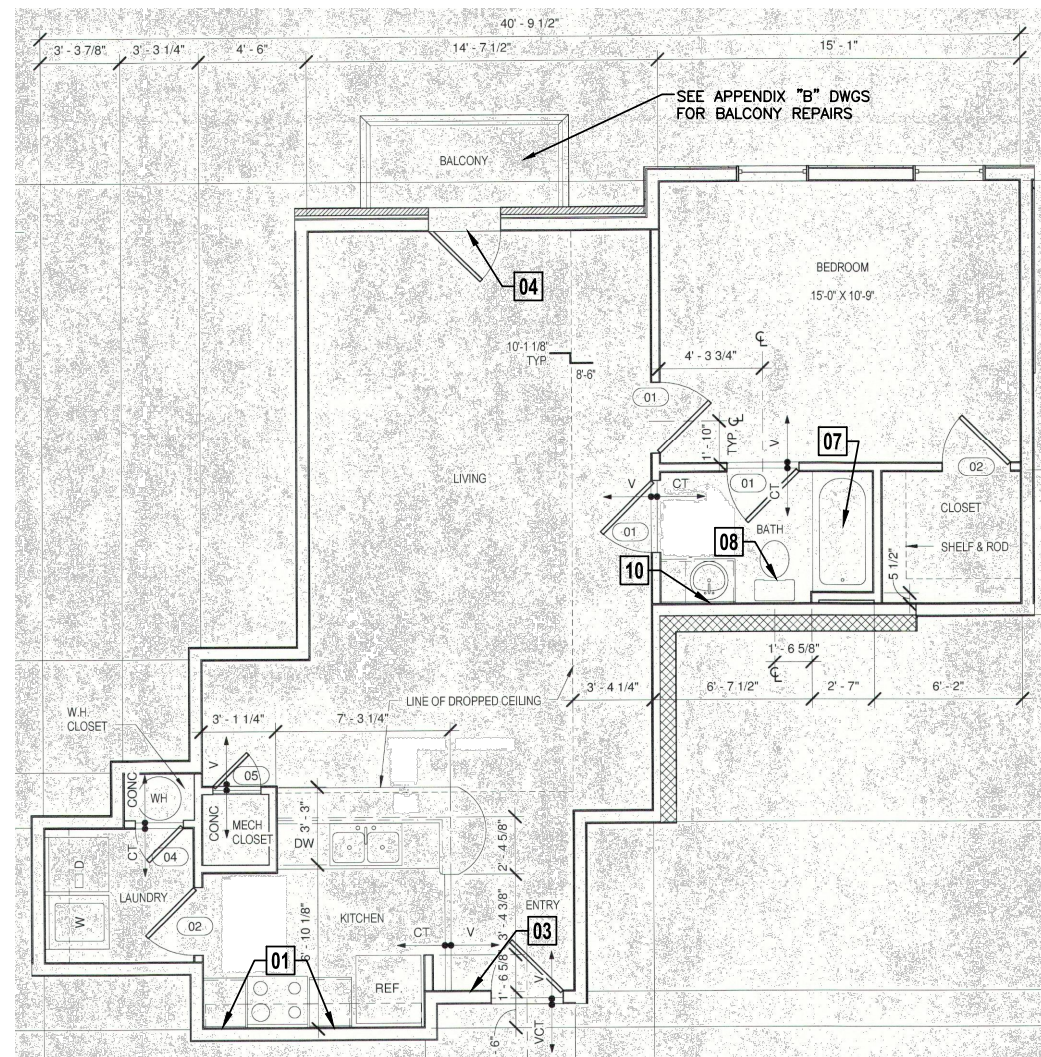 40' - 9 1/2"
3' - 3 7/8"
3' - 3 1/4"
4' - 6"
14' - 7 1/2"
15' - 1"
SEE APPENDIX "B" DWGS
FOR BALCONY REPAIRS
BALCONY
04
BEDROOM
15'-0" X 10'-9"
10'-1 1/8"
TYP.
8'-6"
4' - 3 3/4"
01
1' - 10"
TYP.
V
07
02
LIVING
V
CT
01
CT
CLOSET
BATH
01
08
SHELF & ROD
10
5 1/2"
1' - 6 5/8"
3' - 4 1/4"
6' - 7 1/2"
2' - 7"
6' - 2"
LINE OF DROPPED CEILING
W.H.
CLOSET
3' - 1 1/4"
7' - 3 1/4"
V
05
CONC
WH
CONC
MECH
CLOSET
3' - 3"
DW
2' - 4 5/8"
CT
04
D
LAUNDRY
W
02
KITCHEN
ENTRY
3' - 4 3/8"
CT
V
03
6' - 10 1/8"
01
REF.
1' - 6 5/8"
V
VCT
6"